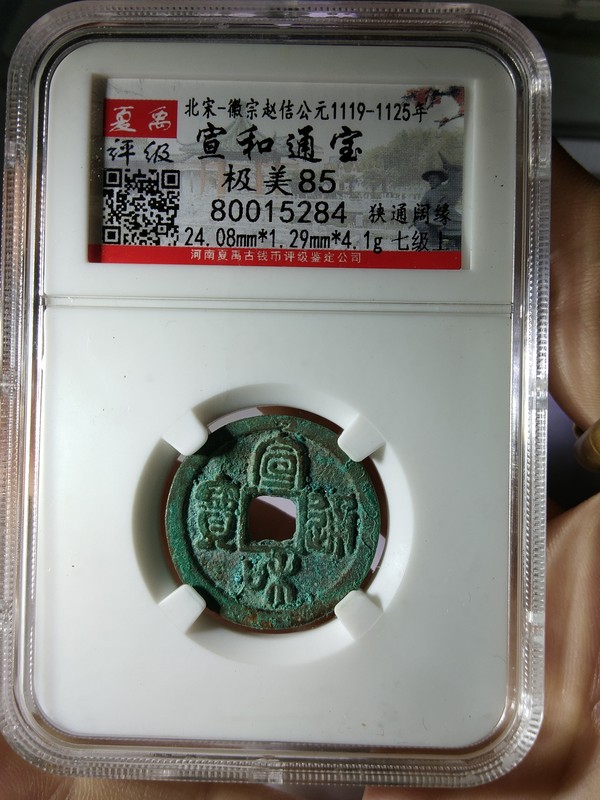 夏禹
评级
北宋-徽宗赵佶公元1119-1125年
宣和通宝
极美85
80015284 狭通阔缘
24.08mm*1.29mm*4.1g 七级上
河南夏禹古钱币评级鉴定公司
宣
寶 通
和